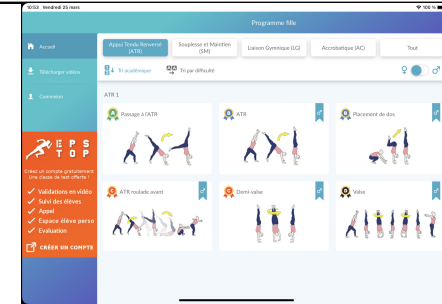 10:53 Vendredi 25 mars
100 %
Programme fille
Accueil
Télécharger vidéos
Connexion
Appui Tendu Renversé (ATR)
Souplesse et Maintien (SM)
Liaison Gymnique (LG)
Acrobatique (AC)
Tout
Tri académique
Tri par difficulté
ATR 1
A Passage à l'ATR
B ATR
B Placement de dos
C ATR roulade avant
C Demi-valse
D Valse
EPS
TOP
Créez un compte gratuitement
Une classe de test offerte !
Validations en vidéo
Suivi des élèves
Appel
Espace élève perso
Evaluation
CRÉER UN COMPTE